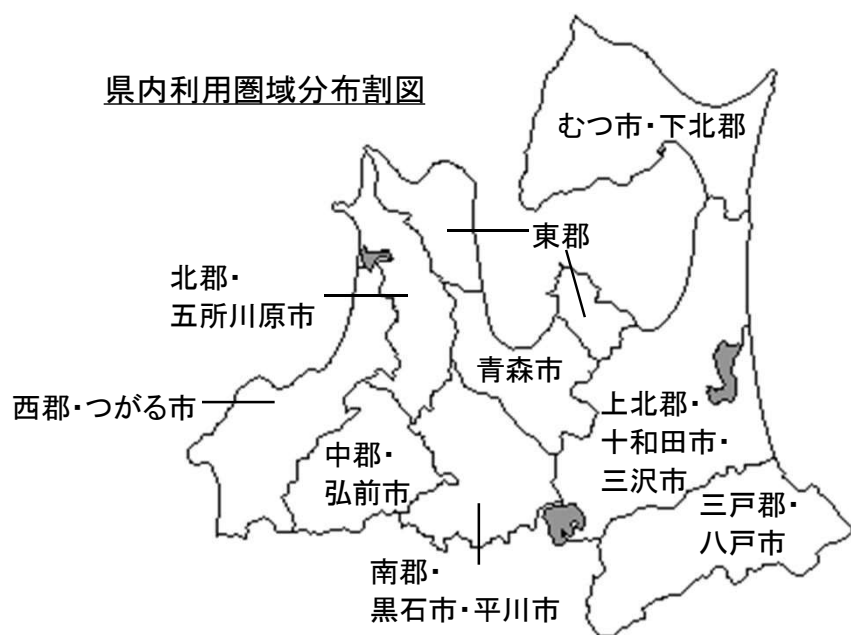 県内利用圏域分布割図
むつ市・下北郡
東郡
北郡・
五所川原市
青森市
西郡・つがる市
上北郡・
十和田市・
三沢市
中郡・
弘前市
三戸郡・
八戸市
南郡・
黒石市・平川市